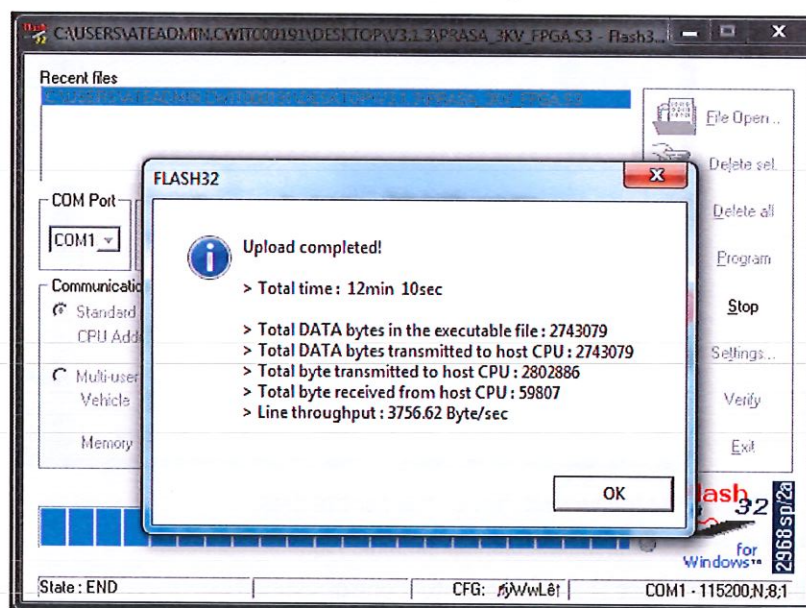 C:\USERS\ATEADMIN.CWIT000191\DESKTOP\V3.1.3\PRASA_3KV_FPGA.S3 - Flash3...
Recent files
File Open...
Delete sel.
COM Port
Delete all
COM1
Program
Communicatio
Standard
Stop
CPU Add
Settings...
Multi-user
Vehicle
Verify
Memory
Exit
FLASH32
Upload completed!
> Total time : 12min 10sec
> Total DATA bytes in the executable file : 2743079
> Total DATA bytes transmitted to host CPU : 2743079
> Total byte transmitted to host CPU : 2802886
> Total byte received from host CPU : 59807
> Line throughput : 3756.62 Byte/sec
OK
lash
32
for
Windows™
2968 sp/2a
State : END
CFG:
COM1 - 115200;N;8;1